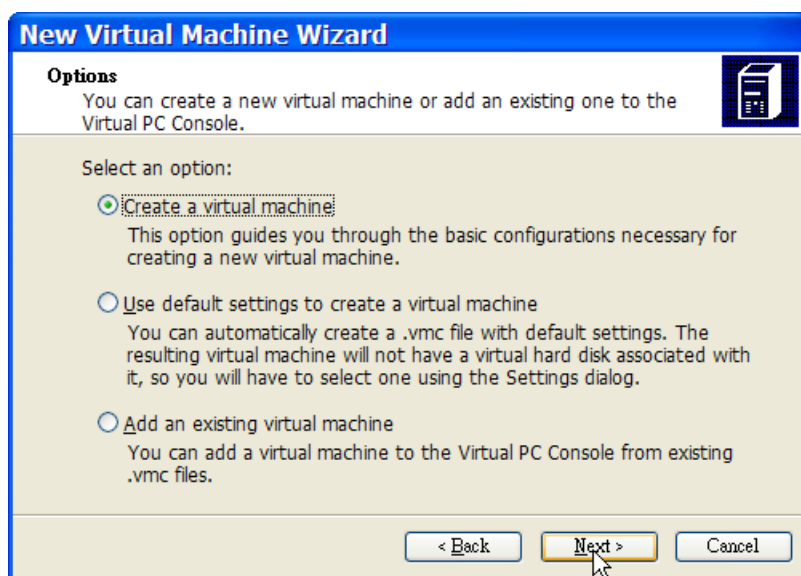 New Virtual Machine Wizard
Options
You can create a new virtual machine or add an existing one to the
Virtual PC Console.
Select an option:
Create a virtual machine
This option guides you through the basic configurations necessary for
creating a new virtual machine.
Use default settings to create a virtual machine
You can automatically create a .vmc file with default settings. The
resulting virtual machine will not have a virtual hard disk associated with
it, so you will have to select one using the Settings dialog.
Add an existing virtual machine
You can add a virtual machine to the Virtual PC Console from existing
.vmc files.
< Back Next > Cancel